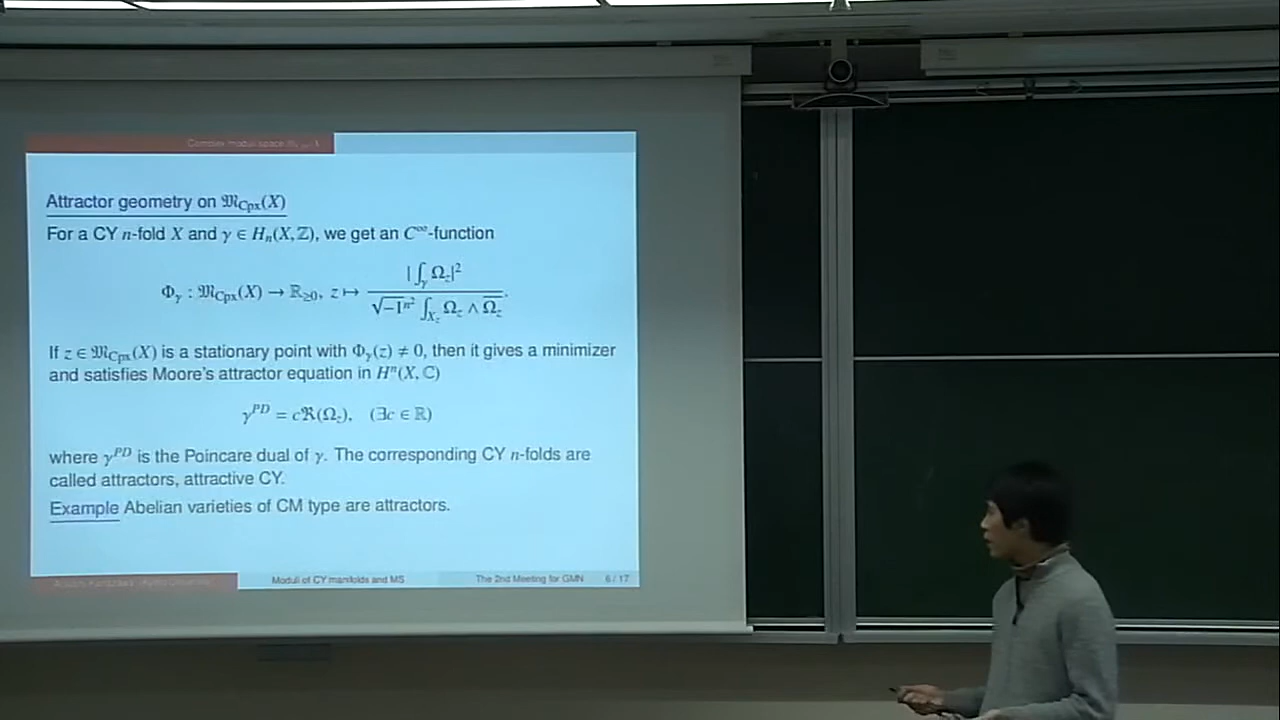 Attractor geometry on 𝔐_Cpx(X)
For a CY n-fold X and γ ∈ H_n(X, ℤ), we get an C^∞-function
Φ_γ : 𝔐_Cpx(X) → ℝ_≥0, z ↦ |∫_γ Ω_z|² / √−1^{n²} ∫_{X_z} Ω_z ∧ Ω̅_z.
If z ∈ 𝔐_Cpx(X) is a stationary point with Φ_γ(z) ≠ 0, then it gives a minimizer
and satisfies Moore's attractor equation in H^n(X, ℂ)
γ^PD = cℜ(Ω_z), (∃c ∈ ℝ)
where γ^PD is the Poincare dual of γ. The corresponding CY n-folds are
called attractors, attractive CY.
Example Abelian varieties of CM type are attractors.
Moduli of CY manifolds and MS The 2nd Meeting for GMN 6 / 17